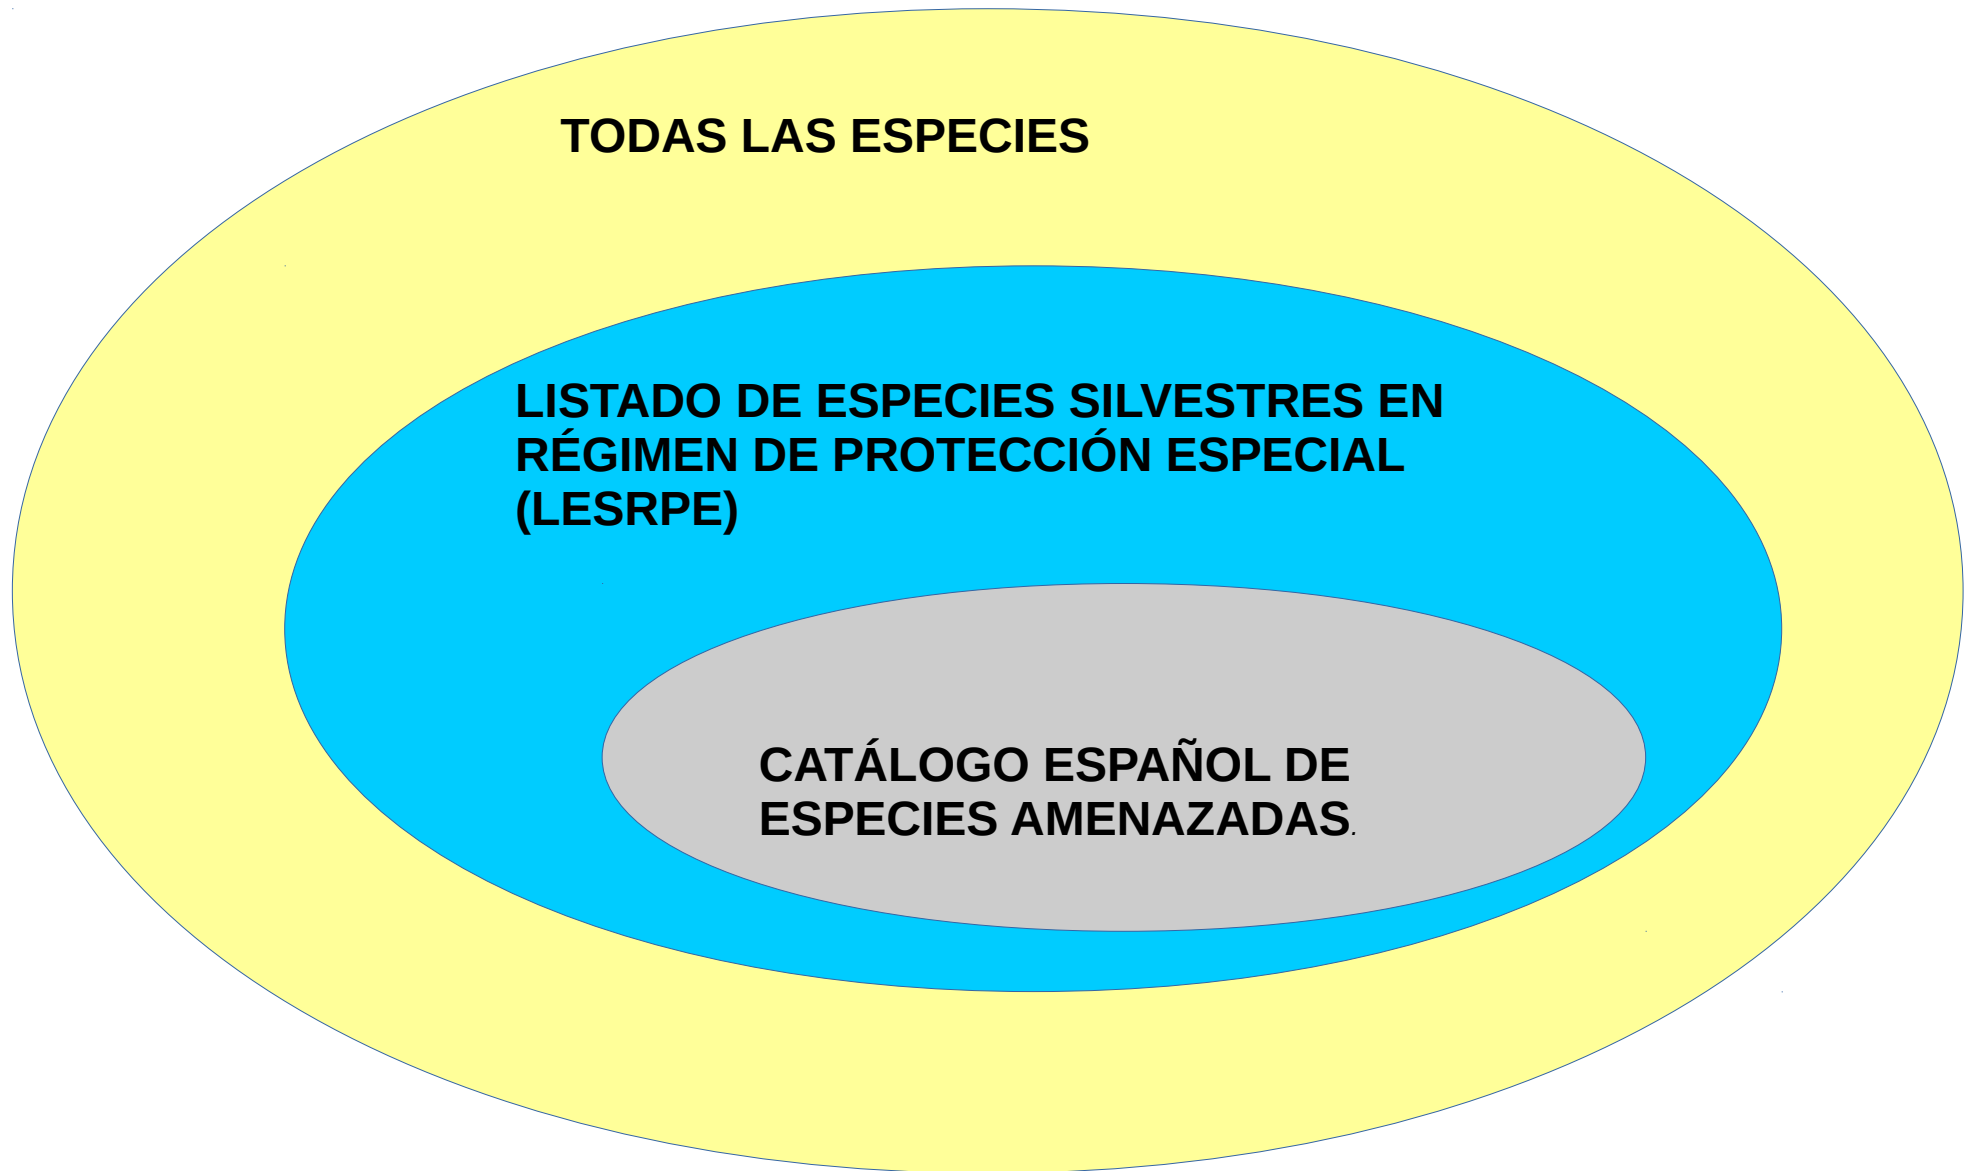 TODAS LAS ESPECIES
LISTADO DE ESPECIES SILVESTRES EN
RÉGIMEN DE PROTECCIÓN ESPECIAL
(LESRPE)
CATÁLOGO ESPAÑOL DE
ESPECIES AMENAZADAS.